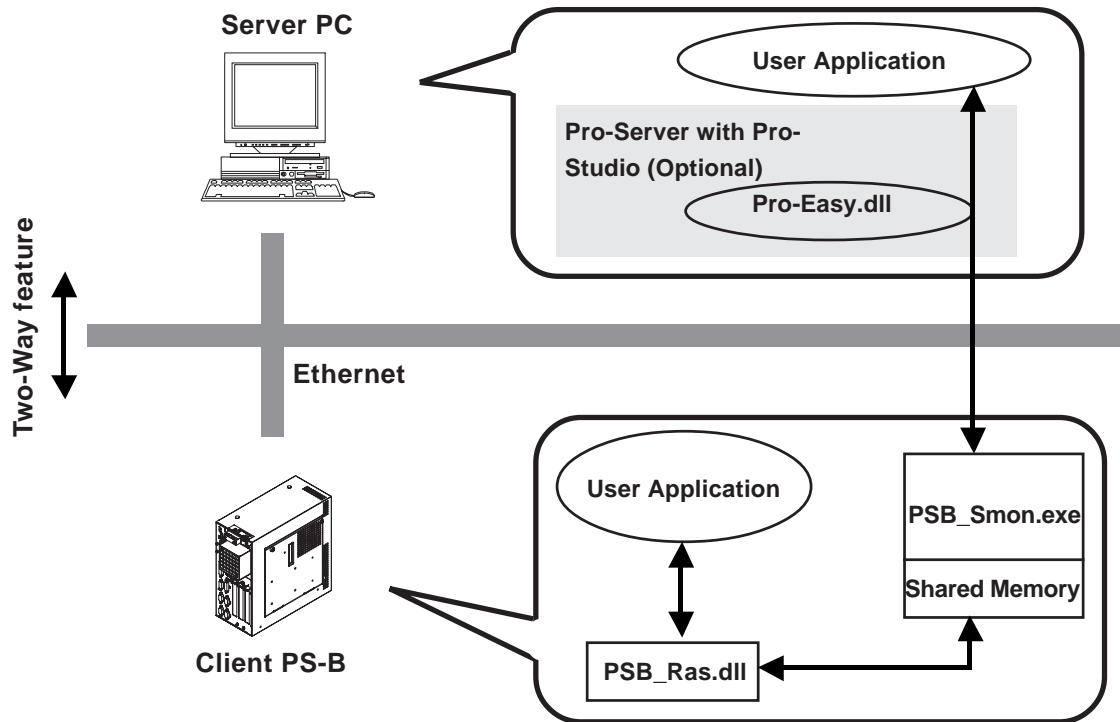 Server PC
User Application
Pro-Server with Pro-
Studio (Optional)
Pro-Easy.dll
Two-Way feature
Ethernet
User Application
PSB_Smon.exe
Shared Memory
PSB_Ras.dll
Client PS-B